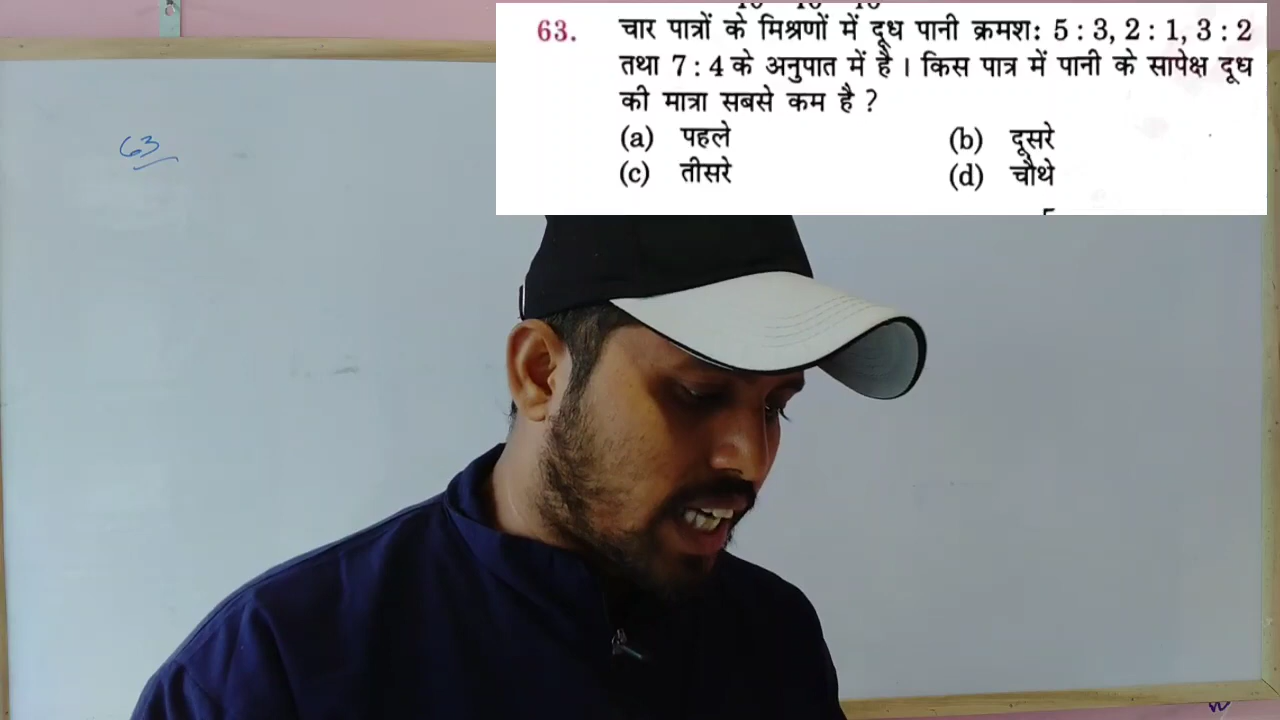 63. चार पात्रों के मिश्रणों में दूध पानी क्रमश: 5 : 3, 2 : 1, 3 : 2
तथा 7 : 4 के अनुपात में है । किस पात्र में पानी के सापेक्ष दूध
की मात्रा सबसे कम है ?
(a) पहले (b) दूसरे
(c) तीसरे (d) चौथे
63